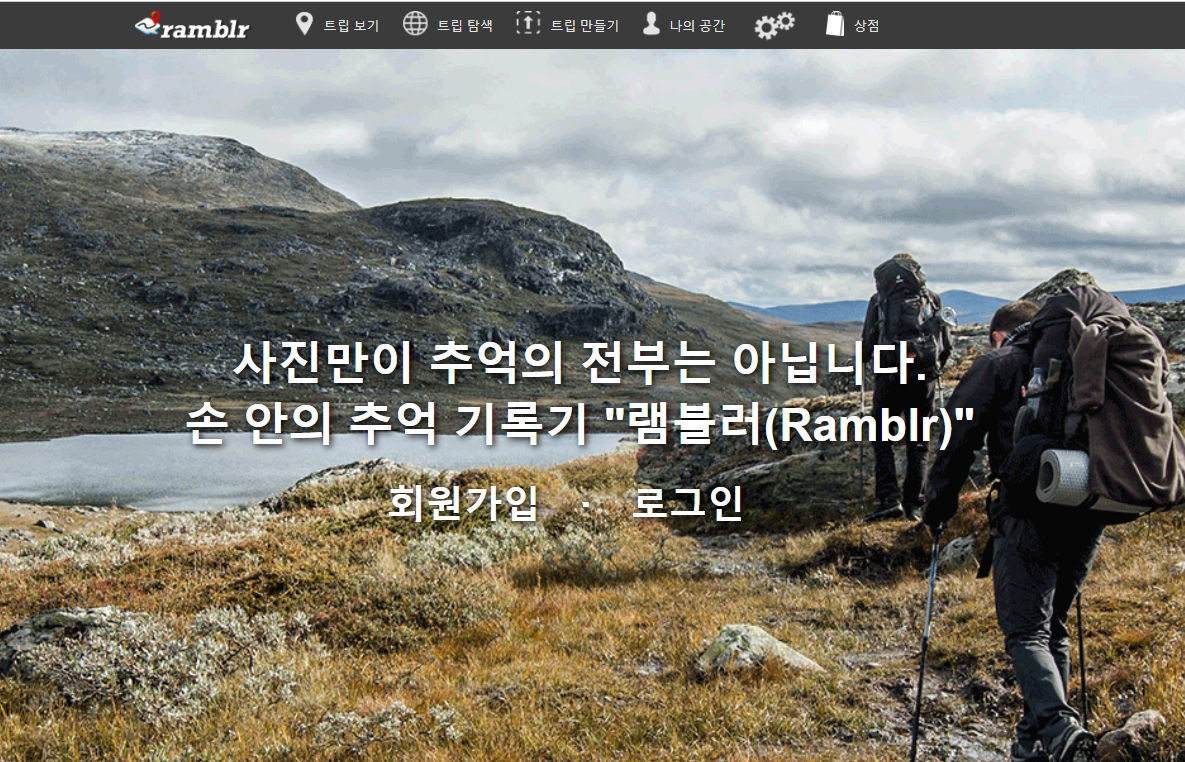 ramblr 트립 보기 트립 탐색 트립 만들기 나의 공간 상점
사진만이 추억의 전부는 아닙니다.
손 안의 추억 기록기 "램블러(Ramblr)"
회원가입 · 로그인